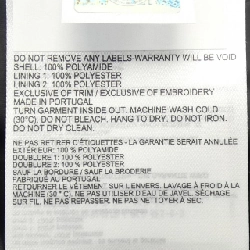 DO NOT REMOVE ANY LABELS WARRANTY WILL BE VOID
SHELL: 100% POLYAMIDE
LINING 1: 100% POLYESTER
LINING 2: 100% POLYESTER
EXCLUSIVE OF TRIM / EXCLUSIVE OF EMBROIDERY
MADE IN PORTUGAL
TURN GARMENT INSIDE OUT. MACHINE WASH COLD
(30°C). DO NOT BLEACH. HANG TO DRY. DO NOT IRON.
DO NOT DRY CLEAN.
NE PAS RETIRER D'ÉTIQUETTES - LA GARANTIE SERAIT ANNULÉE
EXTÉRIEUR: 100% POLYAMIDE
DOUBLURE 1: 100% POLYESTER
DOUBLURE 2: 100% POLYESTER
SAUF LA BORDURE / SAUF LA BRODERIE
FABRIQUÉ AU PORTUGAL
RETOURNER LE VÊTEMENT SUR L'ENVERS. LAVAGE À FROID À LA
MACHINE (30 °C). NE PAS UTILISER D'EAU DE JAVEL. SÉCHAGE
SUR FIL. NE PAS REPASSER. NE PAS NETTOYER À SEC.